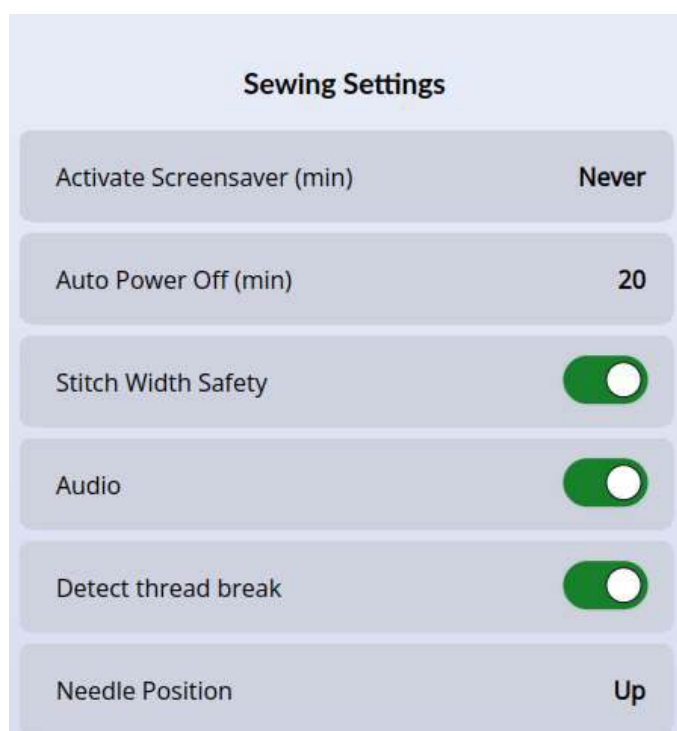 Sewing Settings
Activate Screensaver (min) Never
Auto Power Off (min) 20
Stitch Width Safety
Audio
Detect thread break
Needle Position Up